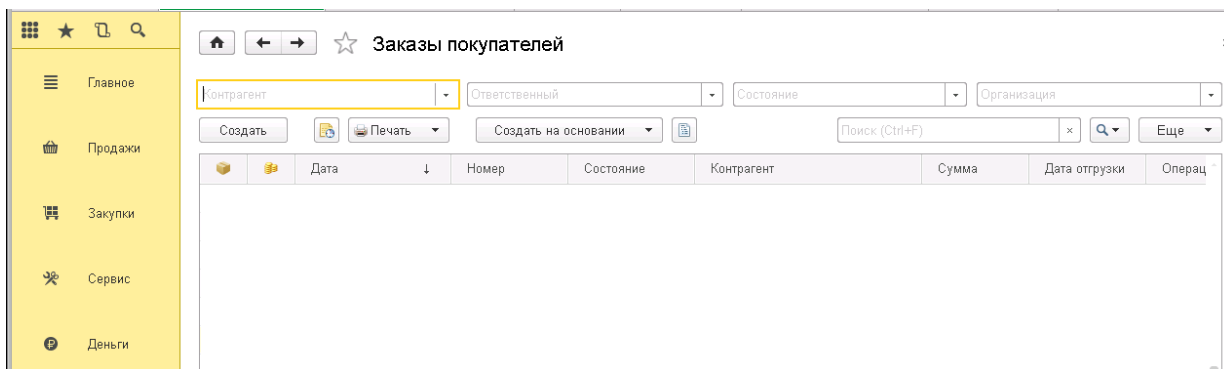 Заказы покупателей
Главное
Продажи
Закупки
Сервис
Деньги
Контрагент Ответственный Состояние Организация
Создать Печать Создать на основании Поиск (Ctrl+F) Еще
Дата ↓ Номер Состояние Контрагент Сумма Дата отгрузки Операц